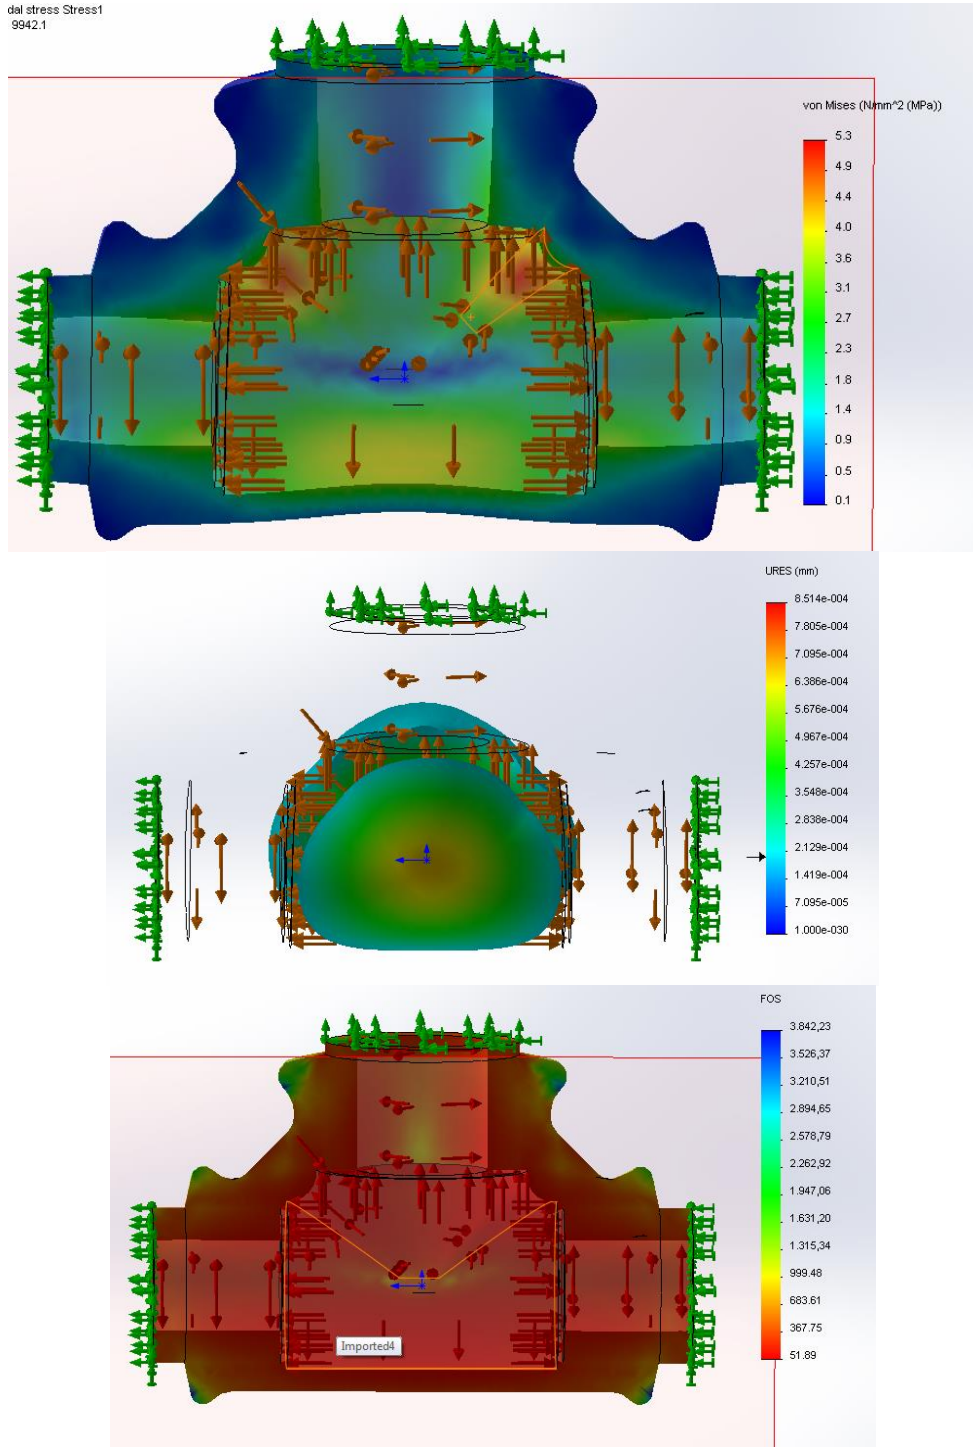 dal stress Stress1
9942.1
von Mises (N/mm^2 (MPa))
5.3
4.9
4.4
4.0
3.6
3.1
2.7
2.3
1.8
1.4
0.9
0.5
0.1
URES (mm)
8.514e-004
7.805e-004
7.095e-004
6.386e-004
5.676e-004
4.967e-004
4.257e-004
3.548e-004
2.838e-004
2.129e-004
1.419e-004
7.095e-005
1.000e-030
FOS
3.842,23
3.526,37
3.210,51
2.894,65
2.578,79
2.262,92
1.947,06
1.631,20
1.315,34
999.48
683.61
367.75
51.89
Imported4